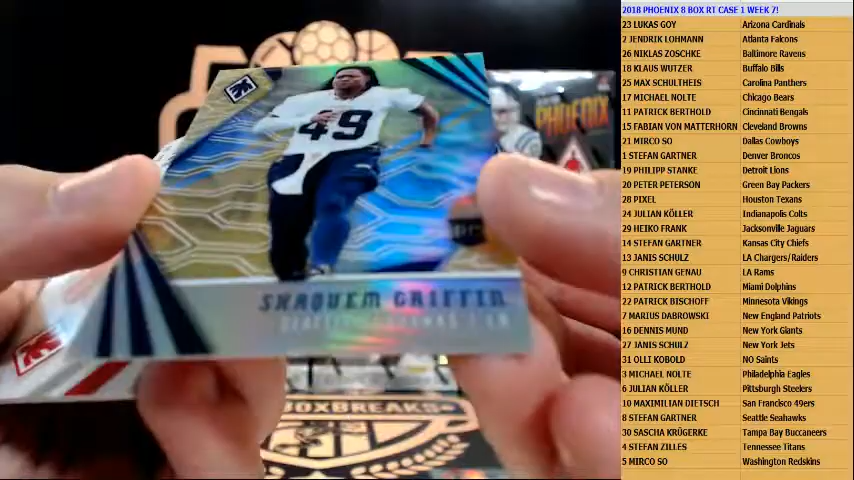 49
SHAQUEM GRIFFIN
PHOENIX
BOXBREAKS
2018 PHOENIX 8 BOX RT CASE 1 WEEK 7!
23 LUKAS GOY Arizona Cardinals
2 JENDRIK LOHMANN Atlanta Falcons
26 NIKLAS ZOSCHKE Baltimore Ravens
18 KLAUS WUTZER Buffalo Bills
25 MAX SCHULTHEIS Carolina Panthers
17 MICHAEL NOLTE Chicago Bears
11 PATRICK BERTHOLD Cincinnati Bengals
15 FABIAN VON MATTERHORN Cleveland Browns
21 MIRCO SO Dallas Cowboys
1 STEFAN GARTNER Denver Broncos
19 PHILIPP STANKE Detroit Lions
20 PETER PETERSON Green Bay Packers
28 PIXEL Houston Texans
24 JULIAN KÖLLER Indianapolis Colts
29 HEIKO FRANK Jacksonville Jaguars
14 STEFAN GARTNER Kansas City Chiefs
13 JANIS SCHULZ LA Chargers/Raiders
9 CHRISTIAN GENAU LA Rams
12 PATRICK BERTHOLD Miami Dolphins
22 PATRICK BISCHOFF Minnesota Vikings
7 MARIUS DABROWSKI New England Patriots
16 DENNIS MUND New York Giants
27 JANIS SCHULZ New York Jets
31 OLLI KOBOLD NO Saints
3 MICHAEL NOLTE Philadelphia Eagles
6 JULIAN KÖLLER Pittsburgh Steelers
10 MAXIMILIAN DIETSCH San Francisco 49ers
8 STEFAN GARTNER Seattle Seahawks
30 SASCHA KRÜGERKE Tampa Bay Buccaneers
4 STEFAN ZILLES Tennessee Titans
5 MIRCO SO Washington Redskins